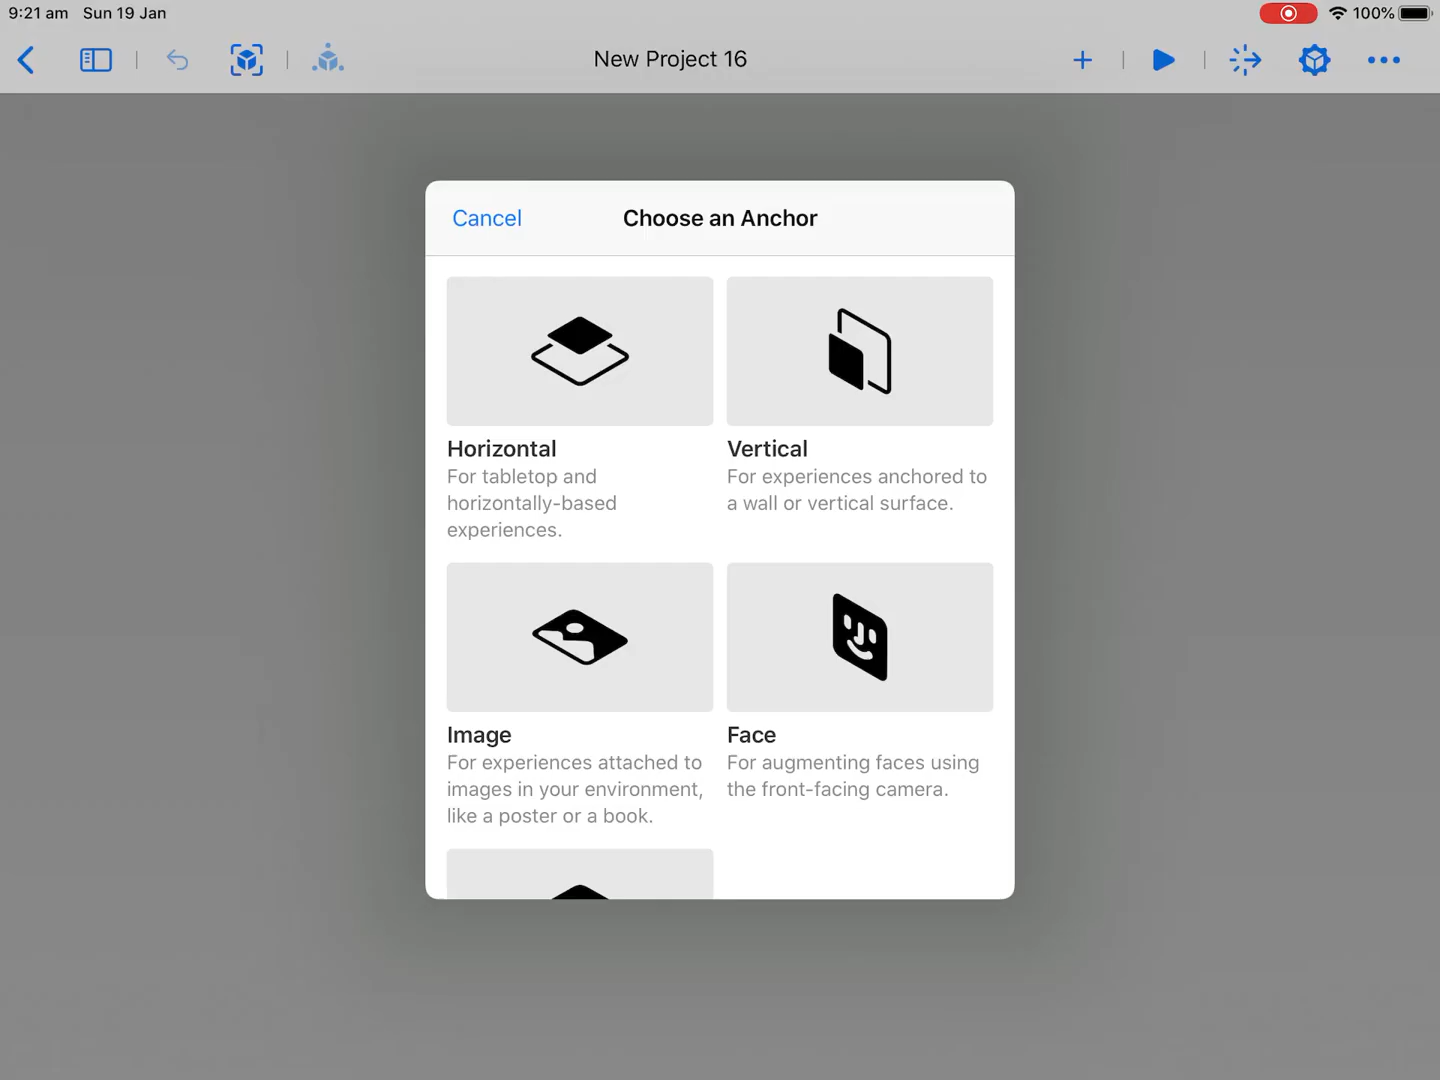 9:21 am Sun 19 Jan
100%
New Project 16
Cancel
Choose an Anchor
Horizontal
For tabletop and
horizontally-based
experiences.
Vertical
For experiences anchored to
a wall or vertical surface.
Image
For experiences attached to
images in your environment,
like a poster or a book.
Face
For augmenting faces using
the front-facing camera.